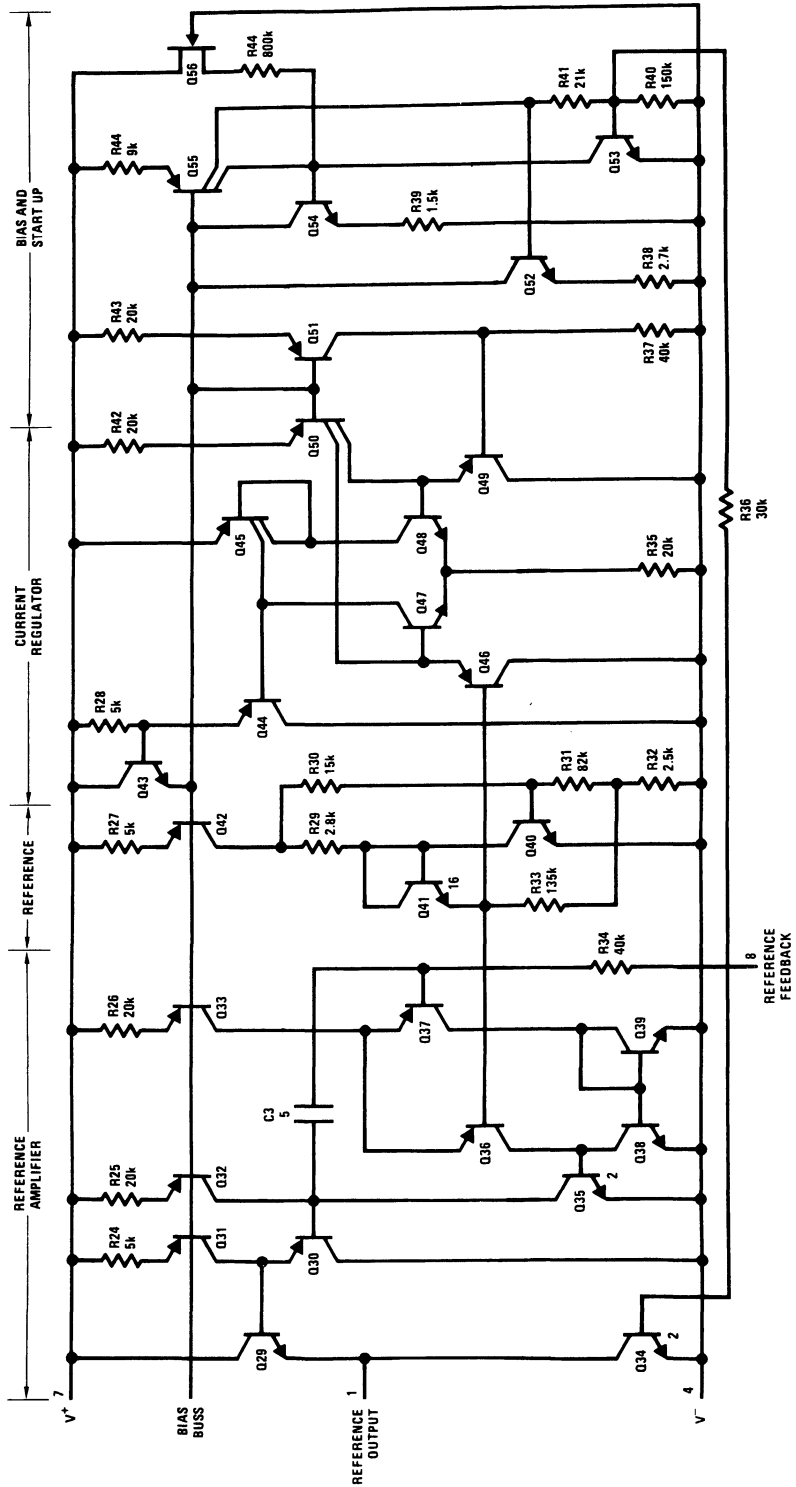 REFERENCE
AMPLIFIER
REFERENCE
CURRENT
REGULATOR
BIAS AND
START UP
V+
7
R24
5k
R25
20k
R26
20k
R27
5k
R28
5k
R42
20k
R43
20k
R44
9k
Q56
R44
800k
BIAS
BUSS
Q31
Q32
Q33
Q42
Q43
Q45
Q55
Q29
Q30
C3
5
R29
2.8k
R30
15k
Q44
Q50
Q51
Q54
R39
1.5k
R41
21k
REFERENCE
OUTPUT
1
Q41
16
Q47
Q48
Q36
Q37
Q40
R31
82k
Q46
Q49
Q52
Q53
R40
150k
Q35
2
Q38
Q39
R33
135k
R32
2.5k
R35
20k
R37
40k
R38
2.7k
Q34
2
R34
40k
V−
4
R36
30k
8
REFERENCE
FEEDBACK